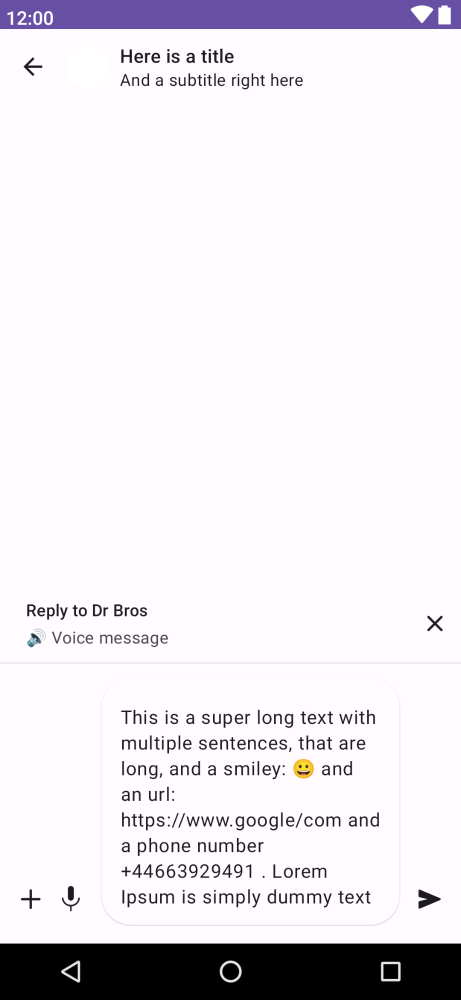 12:00
Here is a title
And a subtitle right here
Reply to Dr Bros
🔊 Voice message
This is a super long text with
multiple sentences, that are
long, and a smiley: 😀 and
an url:
https://www.google/com and
a phone number
+44663929491 . Lorem
Ipsum is simply dummy text